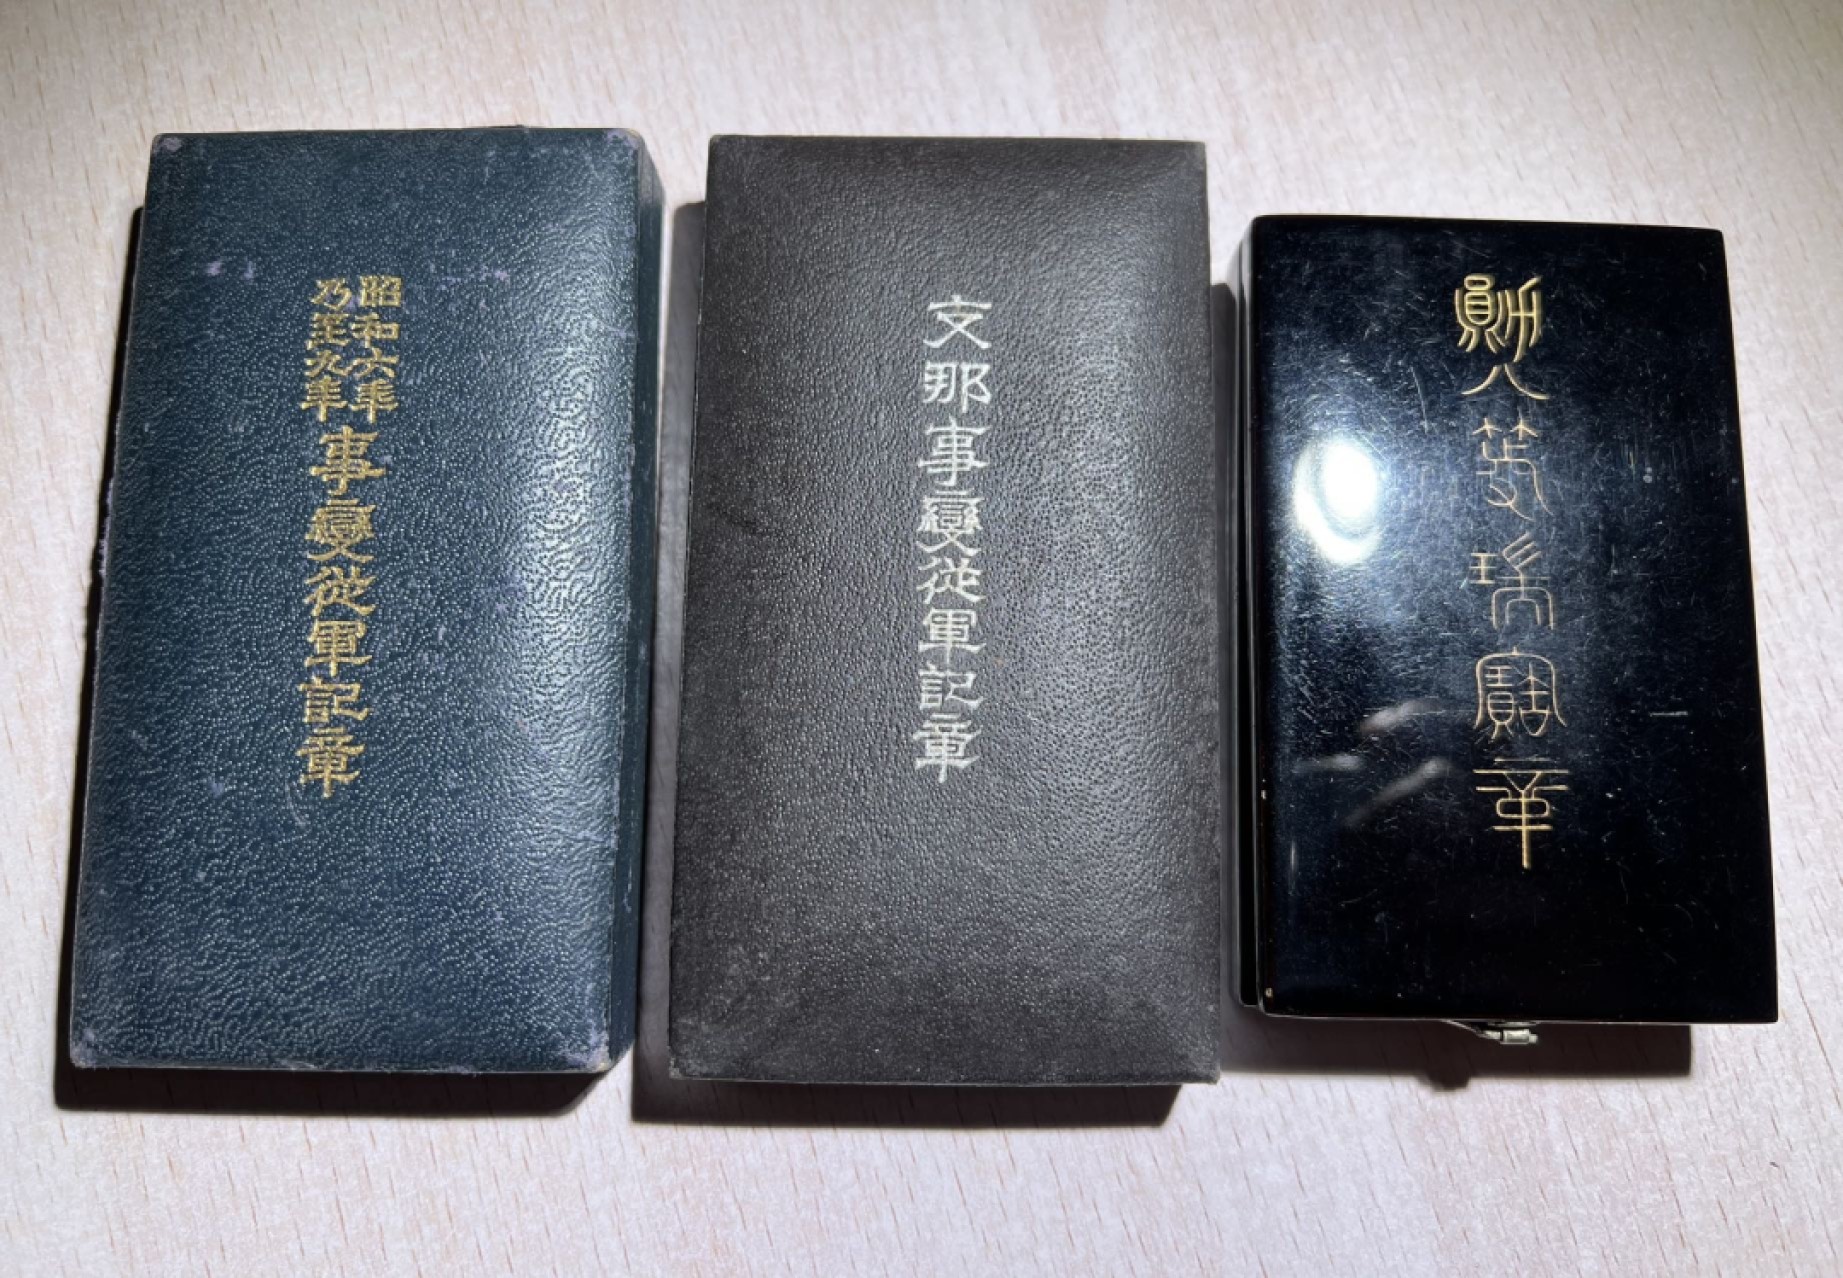 昭和六年
乃至九年
事變從軍記章
支那事變從軍記章
勲八等瑞寶章